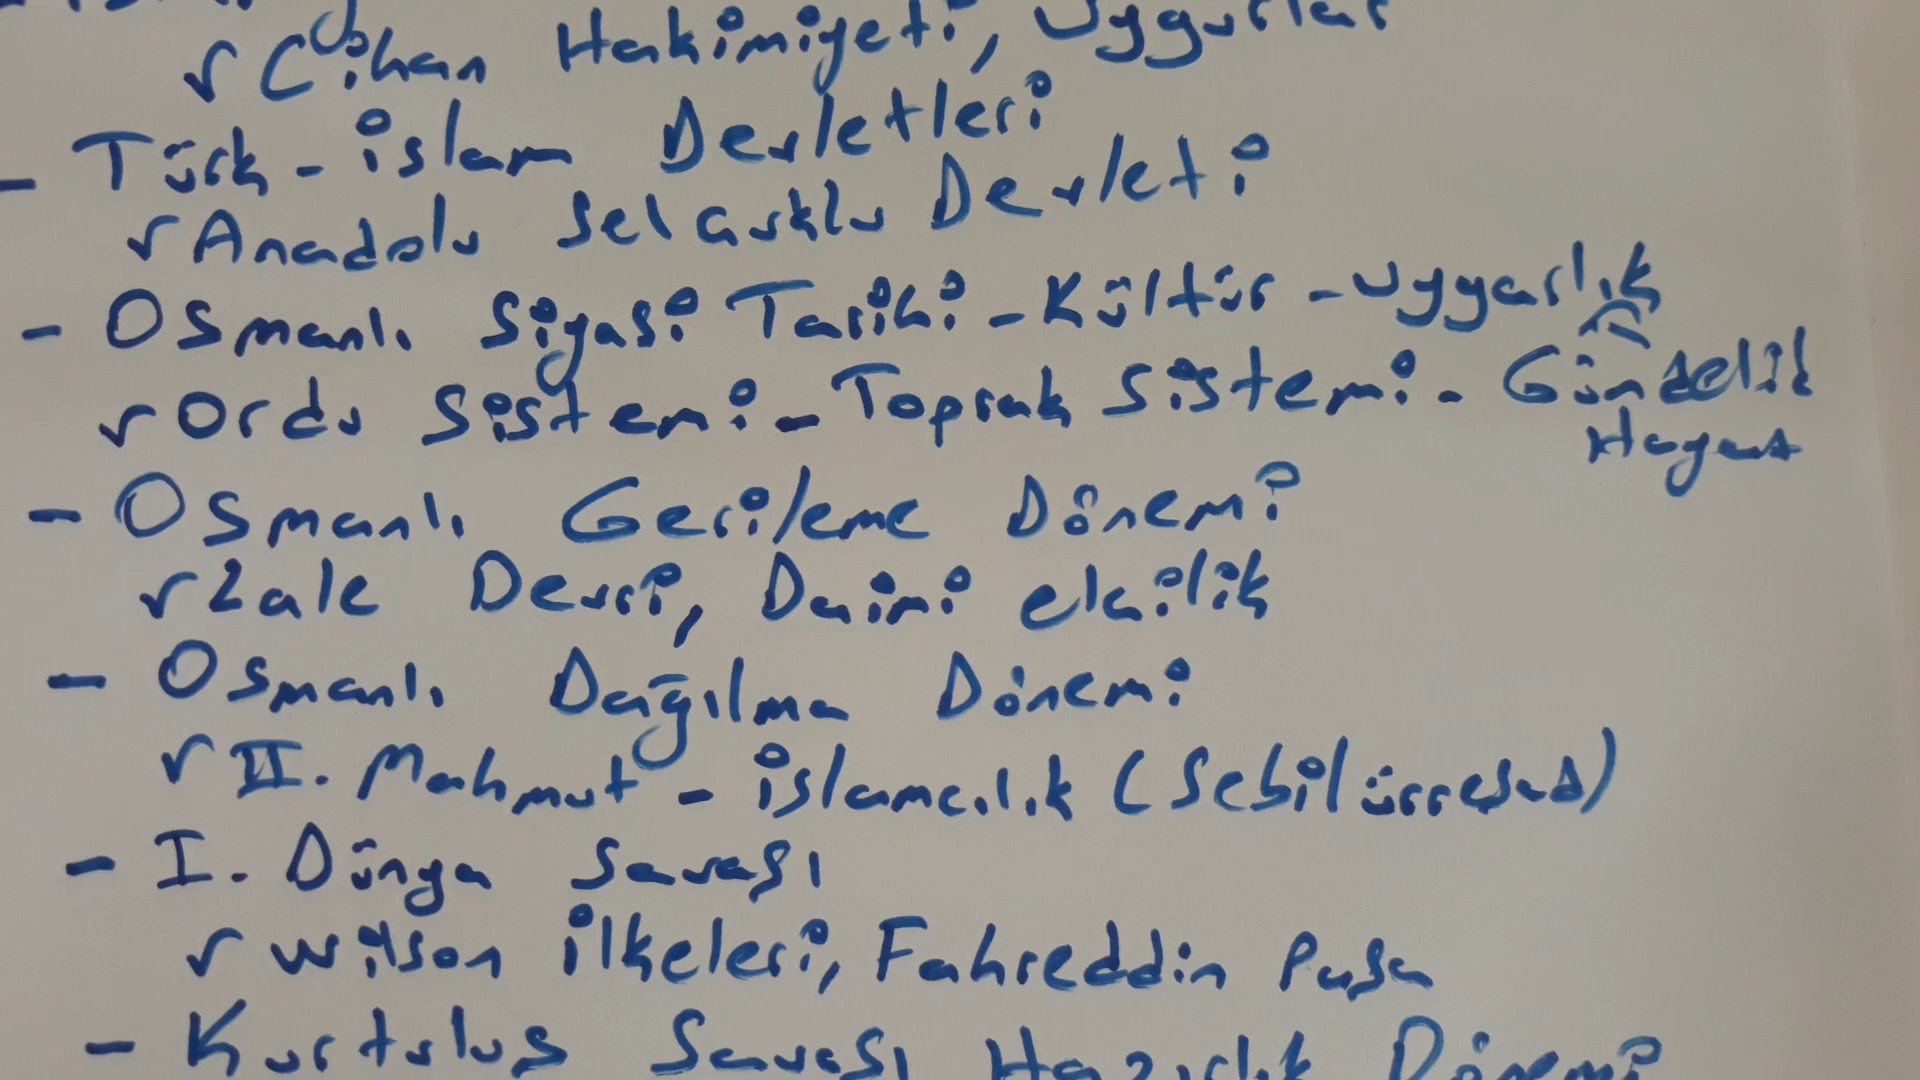 ✓ Cihan Hakimiyeti, Uygurlar
- Türk - İslam Devletleri
✓ Anadolu Selçuklu Devleti
- Osmanlı Siyasi Tarihi - Kültür - Uygarlık
✓ Ordu Sistemi - Toprak Sistemi - Gündelik
Hayat
- Osmanlı Gerileme Dönemi
✓ Lale Devri, Daimi elçilik
- Osmanlı Dağılma Dönemi
✓ II. Mahmut - İslamcılık (Sebilürreşad)
- I. Dünya Savaşı
✓ Wilson İlkeleri, Fahreddin Paşa
- Kurtuluş Savaşı Hazırlık Dönemi